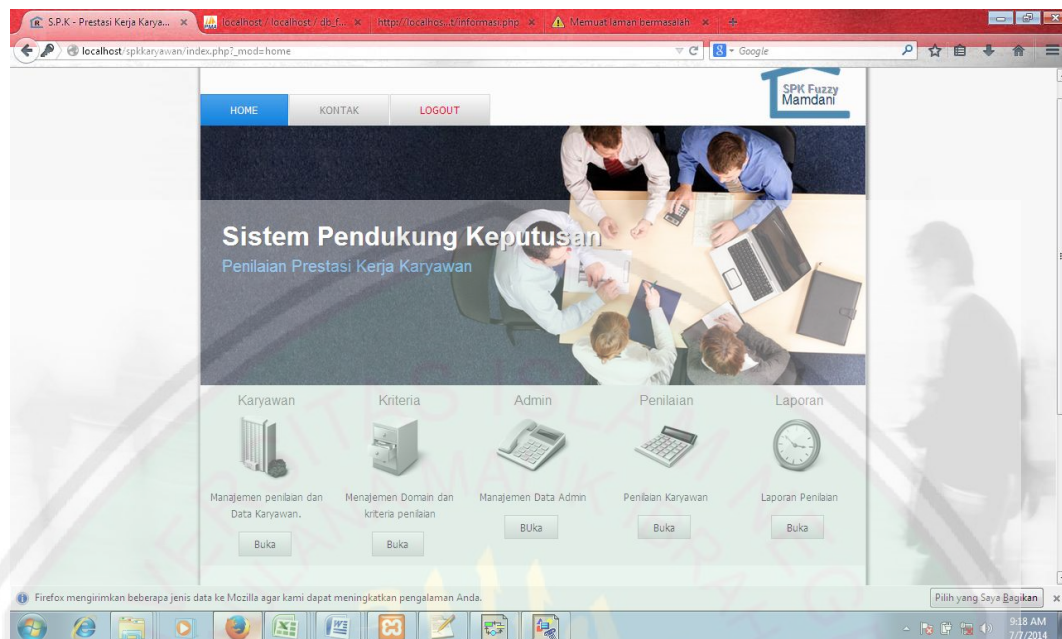 S.P.K - Prestasi Kerja Karya...
localhost / localhost / db_f...
http://localhos...t/informasi.php
Memuat laman bermasalah
localhost/spkkaryawan/index.php?_mod=home
Google
SPK Fuzzy
Mamdani
HOME
KONTAK
LOGOUT
Sistem Pendukung Keputusan
Penilaian Prestasi Kerja Karyawan
Karyawan
Kriteria
Admin
Penilaian
Laporan
Manajemen penilaian dan
Data Karyawan.
Menajemen Domain dan
kriteria penilaian
Manajemen Data Admin
Penilaian Karyawan
Laporan Penilaian
Buka
Buka
BUka
Buka
Buka
Firefox mengirimkan beberapa jenis data ke Mozilla agar kami dapat meningkatkan pengalaman Anda.
Pilih yang Saya Bagikan
9:18 AM
7/7/2014